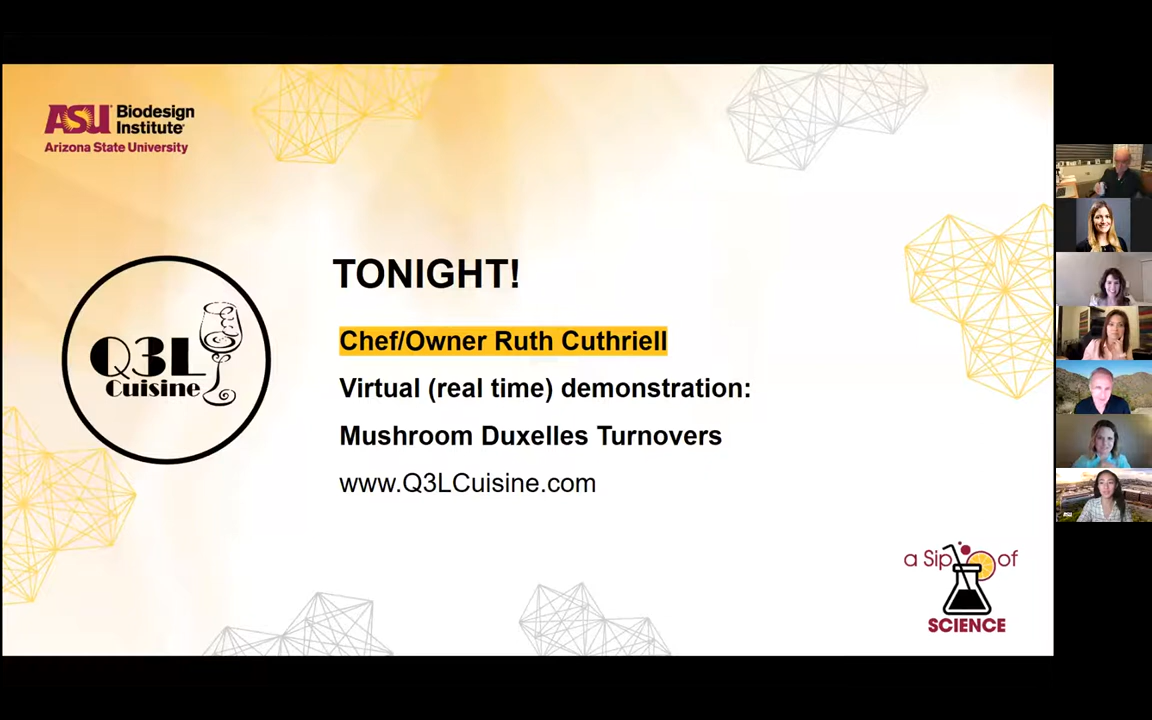 ASU Biodesign
Institute
Arizona State University
TONIGHT!
Q3L
Cuisine
Chef/Owner Ruth Cuthriell
Virtual (real time) demonstration:
Mushroom Duxelles Turnovers
www.Q3LCuisine.com
a Sip of
SCIENCE
ASU